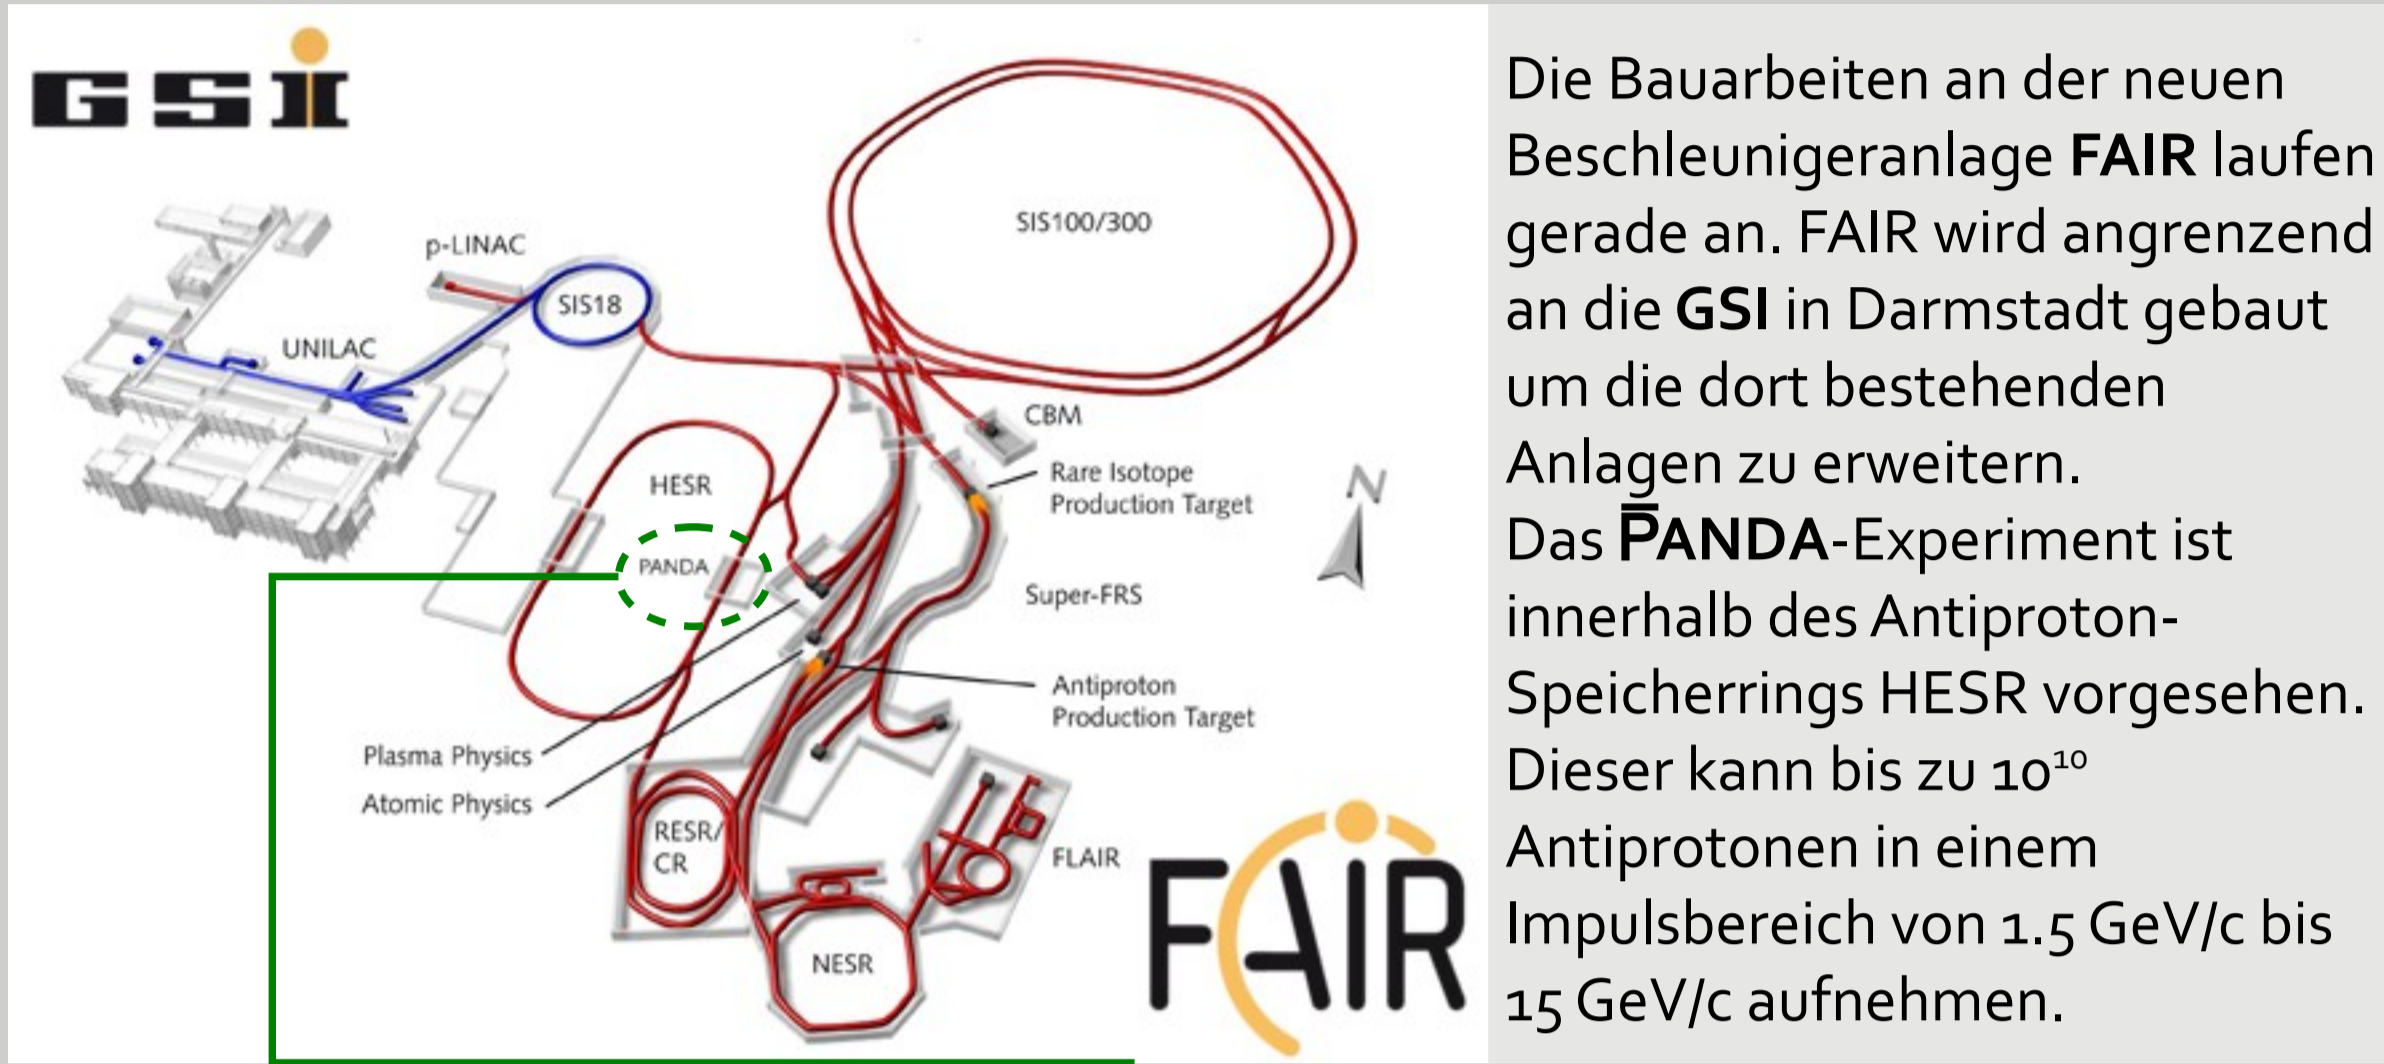 GSI
p-LINAC
SIS18
UNILAC
SIS100/300
CBM
Rare Isotope
Production Target
N
HESR
PANDA
Super-FRS
Antiproton
Production Target
Plasma Physics
Atomic Physics
RESR/
CR
FLAIR
NESR
FAIR
Die Bauarbeiten an der neuen
Beschleunigeranlage FAIR laufen
gerade an. FAIR wird angrenzend
an die GSI in Darmstadt gebaut
um die dort bestehenden
Anlagen zu erweitern.
Das P̅ANDA-Experiment ist
innerhalb des Antiproton-
Speicherrings HESR vorgesehen.
Dieser kann bis zu 10¹⁰
Antiprotonen in einem
Impulsbereich von 1.5 GeV/c bis
15 GeV/c aufnehmen.